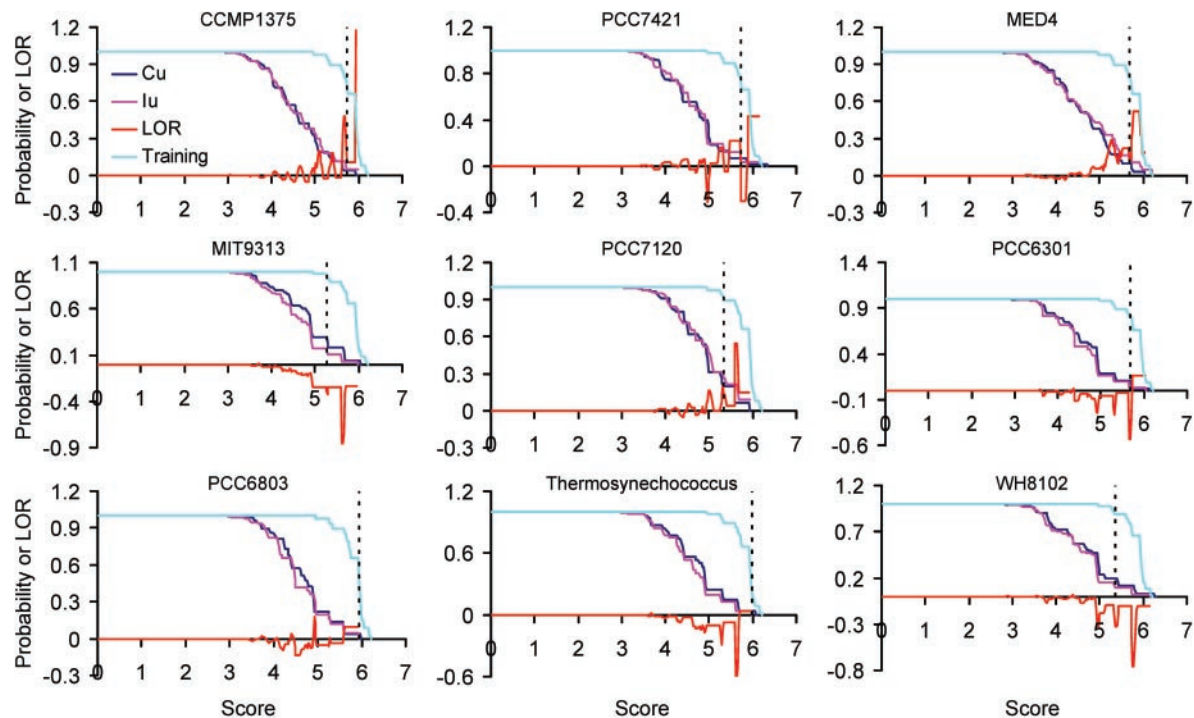 CCMP1375
PCC7421
MED4
Probability or LOR
1.2
0.9
0.6
0.3
0
-0.3
Cu
Iu
LOR
Training
0 1 2 3 4 5 6 7
1.2
0.8
0.4
0
-0.4
0 1 2 3 4 5 6 7
1.2
0.9
0.6
0.3
0
-0.3
0 1 2 3 4 5 6 7
MIT9313
PCC7120
PCC6301
Probability or LOR
1.1
0.6
0.1
-0.4
-0.9
0 1 2 3 4 5 6 7
1.2
0.9
0.6
0.3
0
-0.3
0 1 2 3 4 5 6 7
1.4
0.9
0.4
-0.1
-0.6
0 1 2 3 4 5 6 7
PCC6803
Thermosynechococcus
WH8102
Probability or LOR
1.2
0.9
0.6
0.3
0
-0.3
0 1 2 3 4 5 6 7
1.2
0.6
0
-0.6
0 1 2 3 4 5 6 7
1.2
0.7
0.2
-0.3
-0.8
0 1 2 3 4 5 6 7
Score
Score
Score